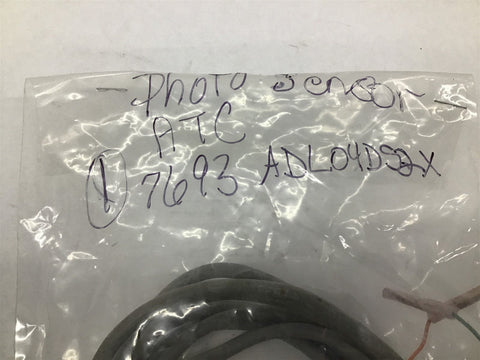 - Photo Sensor -
ATC
1 7693 ADL04DS2X